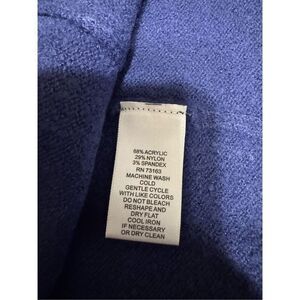 68% ACRYLIC
29% NYLON
3% SPANDEX
RN 73163
MACHINE WASH
COLD
GENTLE CYCLE
WITH LIKE COLORS
DO NOT BLEACH
RESHAPE AND
DRY FLAT
COOL IRON
IF NECESSARY
OR DRY CLEAN